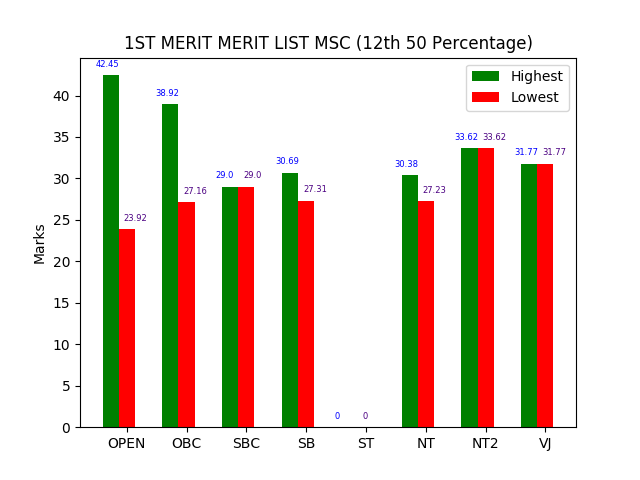 1ST MERIT MERIT LIST MSC (12th 50 Percentage)
Highest
Lowest
Marks
40
35
30
25
20
15
10
5
0
42.45
23.92
38.92
27.16
29.0
29.0
30.69
27.31
0
0
30.38
27.23
33.62
33.62
31.77
31.77
OPEN
OBC
SBC
SB
ST
NT
NT2
VJ